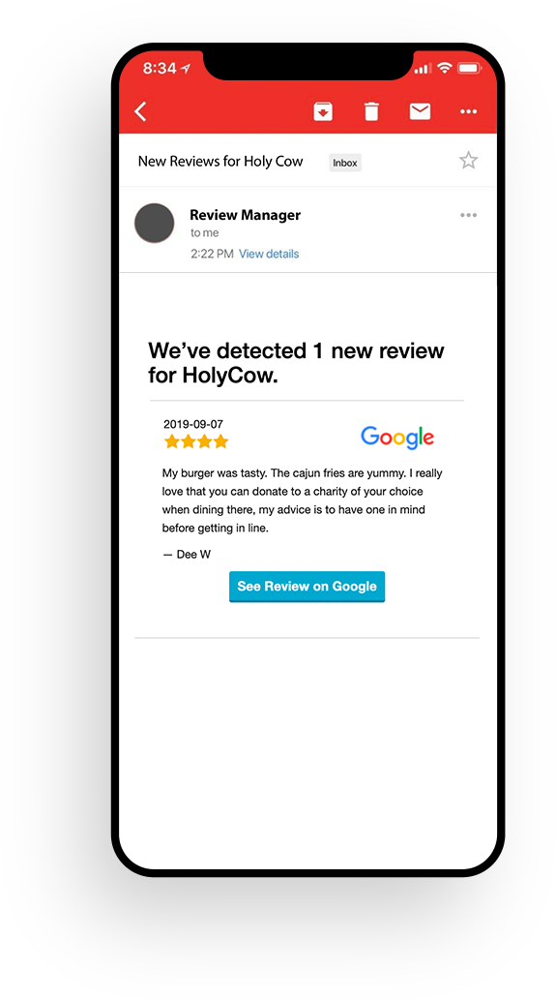 8:34
New Reviews for Holy Cow Inbox
Review Manager
to me
2:22 PM View details
We’ve detected 1 new review
for HolyCow.
2019-09-07
Google
My burger was tasty. The cajun fries are yummy. I really
love that you can donate to a charity of your choice
when dining there, my advice is to have one in mind
before getting in line.
— Dee W
See Review on Google